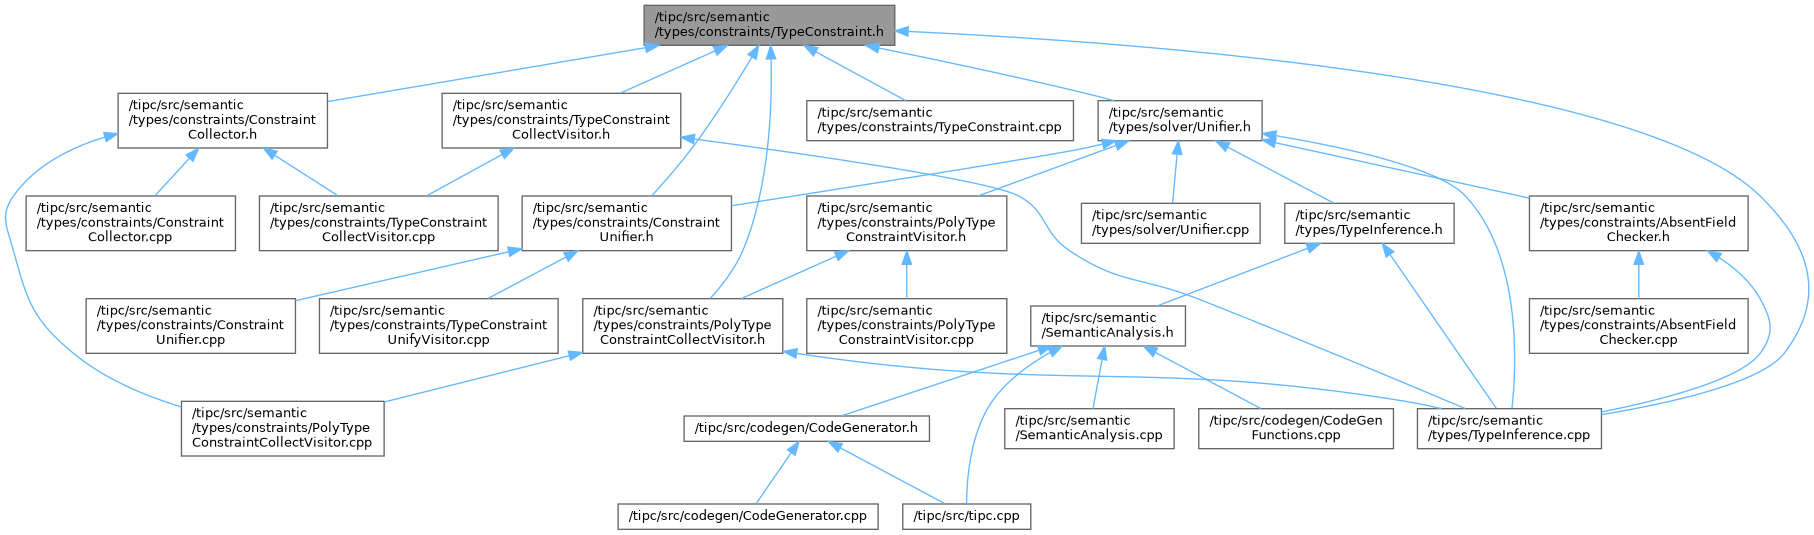 /tipc/src/semantic
/types/constraints/TypeConstraint.h
/tipc/src/semantic
/types/constraints/Constraint
Collector.h
/tipc/src/semantic
/types/constraints/TypeConstraint
CollectVisitor.h
/tipc/src/semantic
/types/constraints/TypeConstraint.cpp
/tipc/src/semantic
/types/solver/Unifier.h
/tipc/src/semantic
/types/constraints/Constraint
Collector.cpp
/tipc/src/semantic
/types/constraints/TypeConstraint
CollectVisitor.cpp
/tipc/src/semantic
/types/constraints/Constraint
Unifier.h
/tipc/src/semantic
/types/constraints/PolyType
ConstraintVisitor.h
/tipc/src/semantic
/types/solver/Unifier.cpp
/tipc/src/semantic
/types/TypeInference.h
/tipc/src/semantic
/types/constraints/AbsentField
Checker.h
/tipc/src/semantic
/types/constraints/Constraint
Unifier.cpp
/tipc/src/semantic
/types/constraints/TypeConstraint
UnifyVisitor.cpp
/tipc/src/semantic
/types/constraints/PolyType
ConstraintCollectVisitor.h
/tipc/src/semantic
/types/constraints/PolyType
ConstraintVisitor.cpp
/tipc/src/semantic
/SemanticAnalysis.h
/tipc/src/semantic
/types/constraints/AbsentField
Checker.cpp
/tipc/src/semantic
/types/constraints/PolyType
ConstraintCollectVisitor.cpp
/tipc/src/codegen/CodeGenerator.h
/tipc/src/semantic
/SemanticAnalysis.cpp
/tipc/src/codegen/CodeGen
Functions.cpp
/tipc/src/semantic
/types/TypeInference.cpp
/tipc/src/codegen/CodeGenerator.cpp
/tipc/src/tipc.cpp